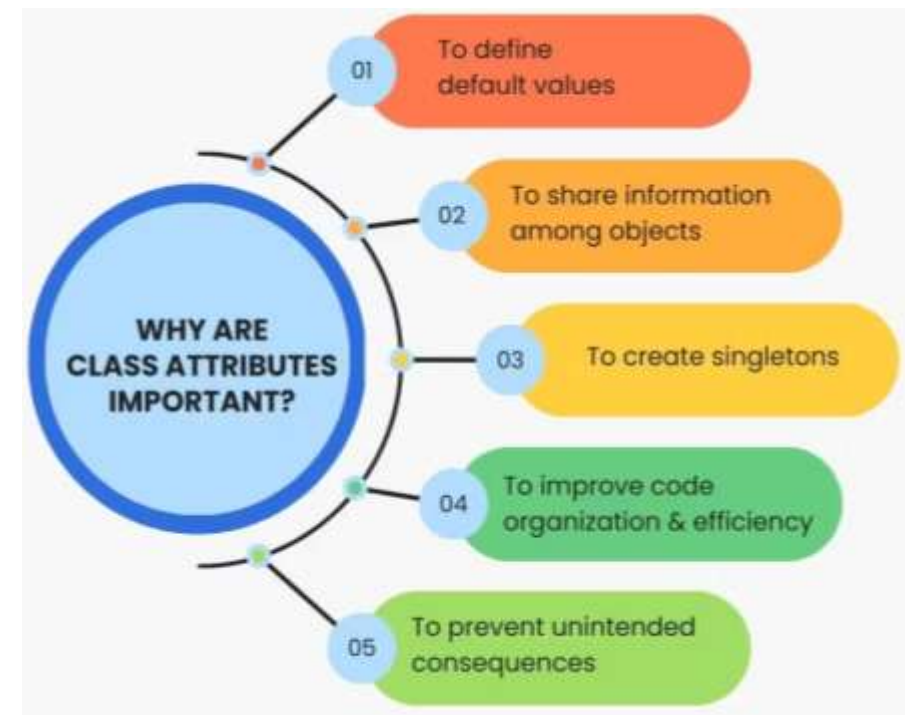 WHY ARE
CLASS ATTRIBUTES
IMPORTANT?
01
To define
default values
02
To share information
among objects
03
To create singletons
04
To improve code
organization & efficiency
05
To prevent unintended
consequences